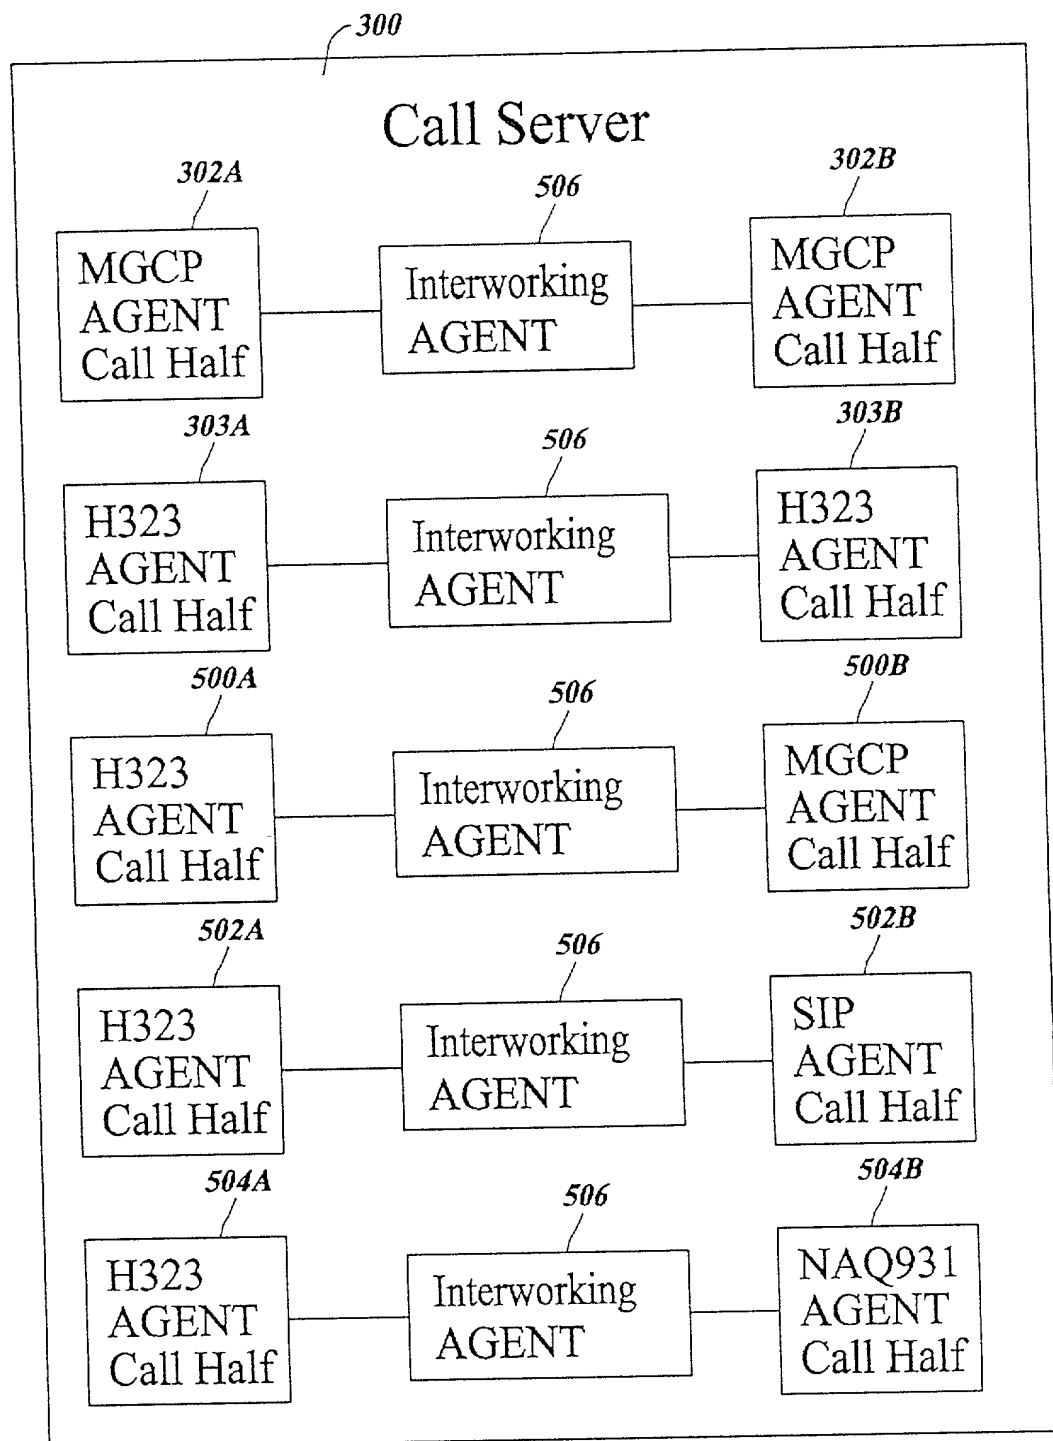 300
Call Server
302A
506
302B
MGCP
AGENT
Call Half
Interworking
AGENT
MGCP
AGENT
Call Half
303A
506
303B
H323
AGENT
Call Half
Interworking
AGENT
H323
AGENT
Call Half
500A
506
500B
H323
AGENT
Call Half
Interworking
AGENT
MGCP
AGENT
Call Half
502A
506
502B
H323
AGENT
Call Half
Interworking
AGENT
SIP
AGENT
Call Half
504A
506
504B
H323
AGENT
Call Half
Interworking
AGENT
NAQ931
AGENT
Call Half